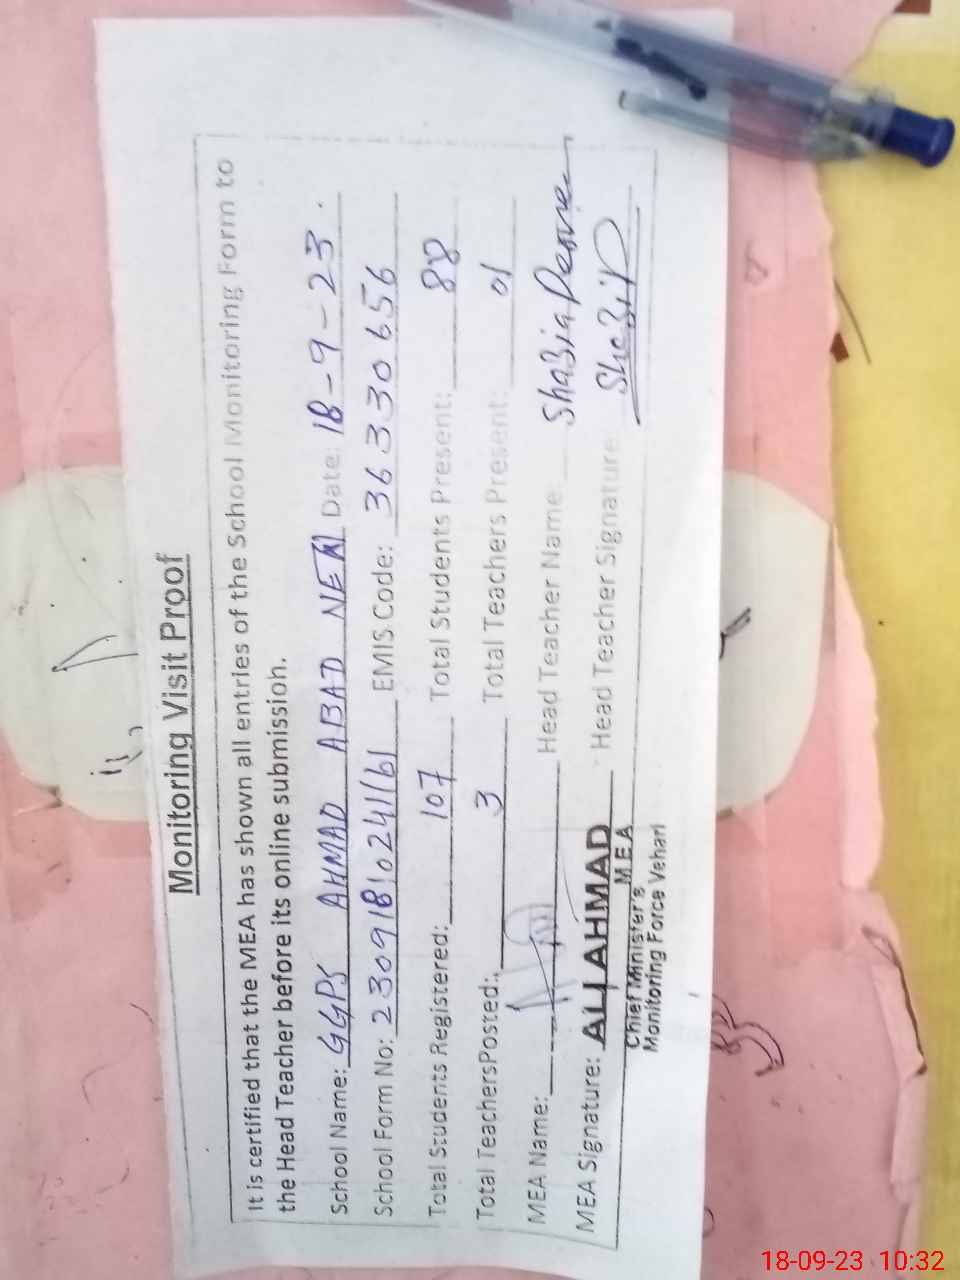 Monitoring Visit Proof
It is certified that the MEA has shown all entries of the School Monitoring Form to
the Head Teacher before its online submission.
School Name: GGPS AHMAD ABAD NEW Date: 18-9-23.
School Form No: 23091810241161 EMIS Code: 36330656
Total Students Registered: 107 Total Students Present: 88
Total Teachers Posted: 3 Total Teachers Present: 01
MEA Name: Head Teacher Name: Shabia
MEA Signature: ALI AHMAD Head Teacher Signature:
M.E.A
Chief Minister's
Monitoring Force Vehari
18-09-23 10:32